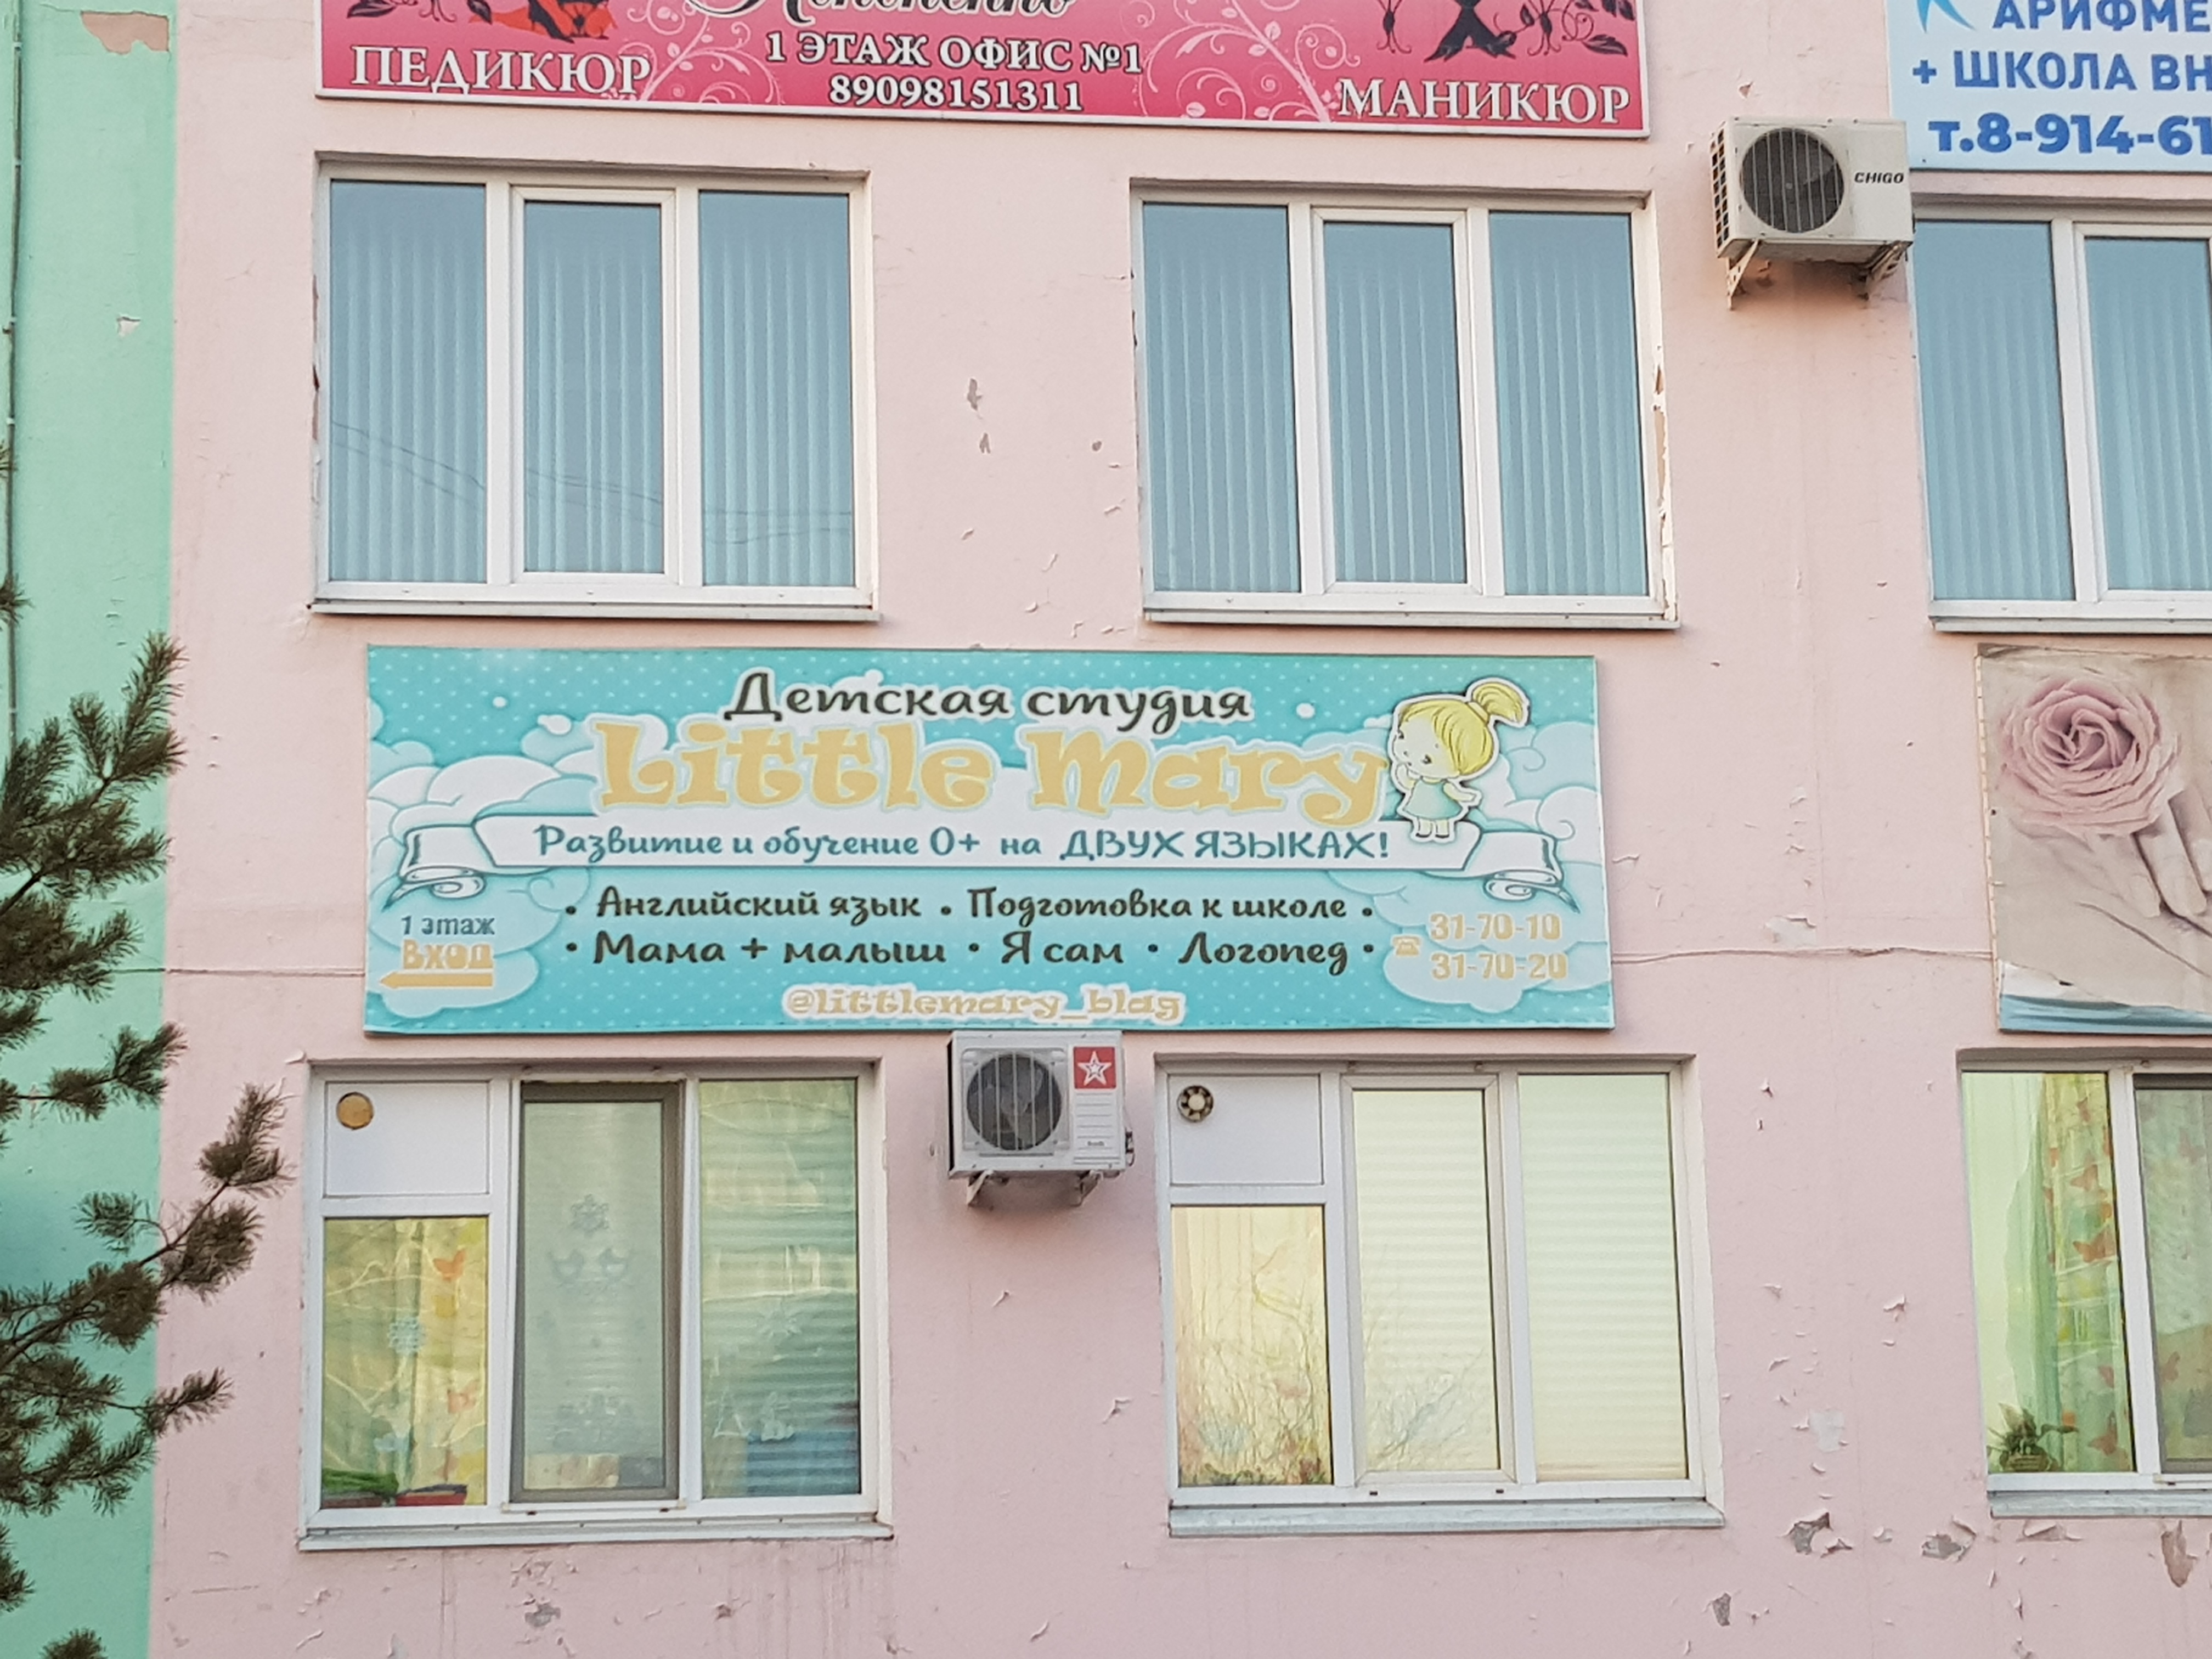 ПЕДИКЮР
1 ЭТАЖ ОФИС №1
89098151311
МАНИКЮР
+ ШКОЛА
т.8-914-61
CHIGO
Детская студия
Little Mary
Развитие и обучение 0+ на ДВУХ ЯЗЫКАХ!
• Английский язык • Подготовка к школе •
• Мама + малыш • Я сам • Логопед •
1 этаж
Вход
31-70-10
31-70-20
@littlemary_blag